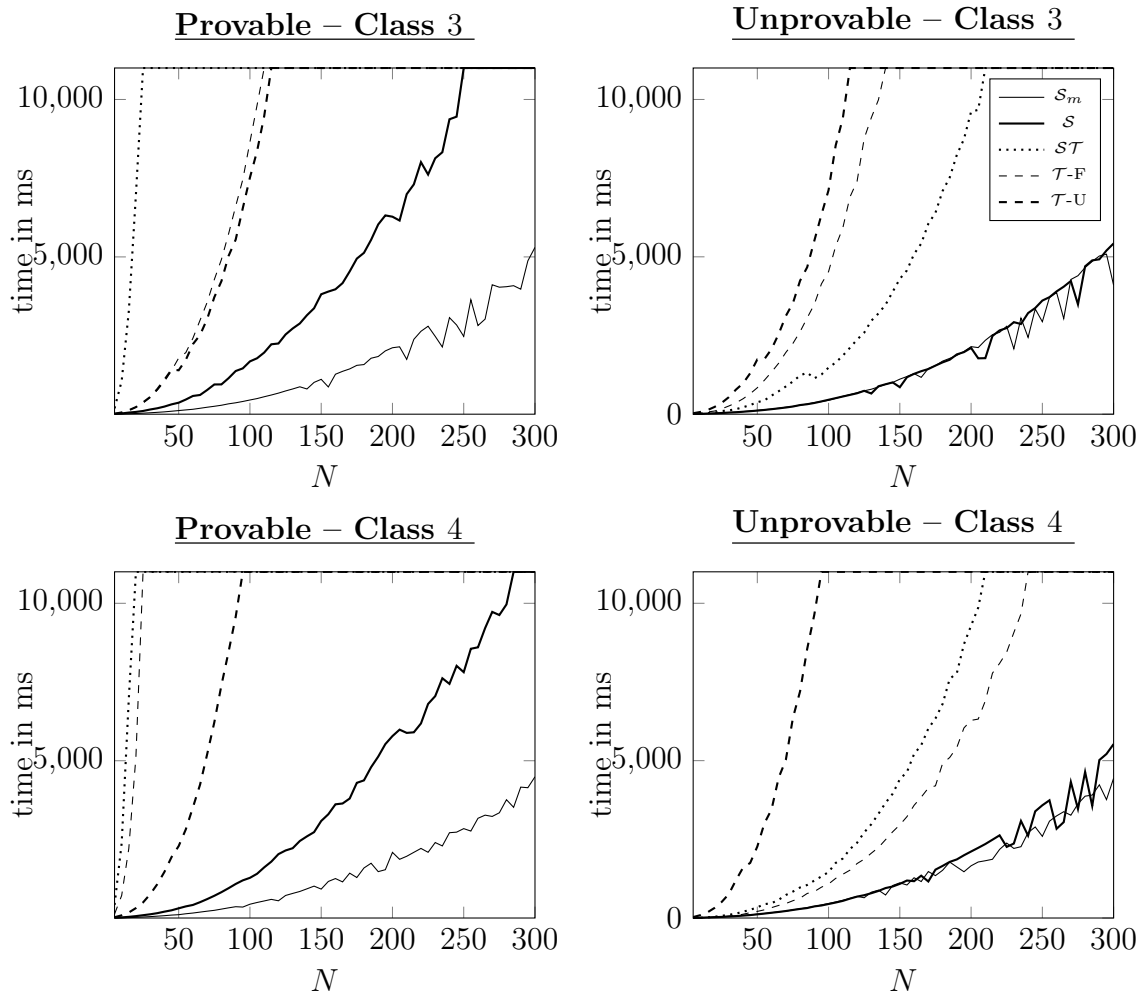 Provable – Class 3
Unprovable – Class 3
10,000
5,000
0
time in ms
50 100 150 200 250 300
N
10,000
5,000
0
time in ms
50 100 150 200 250 300
N
𝒮m
𝒮
𝒮𝒯
𝒯-F
𝒯-U
Provable – Class 4
Unprovable – Class 4
10,000
5,000
0
time in ms
50 100 150 200 250 300
N
10,000
5,000
0
time in ms
50 100 150 200 250 300
N